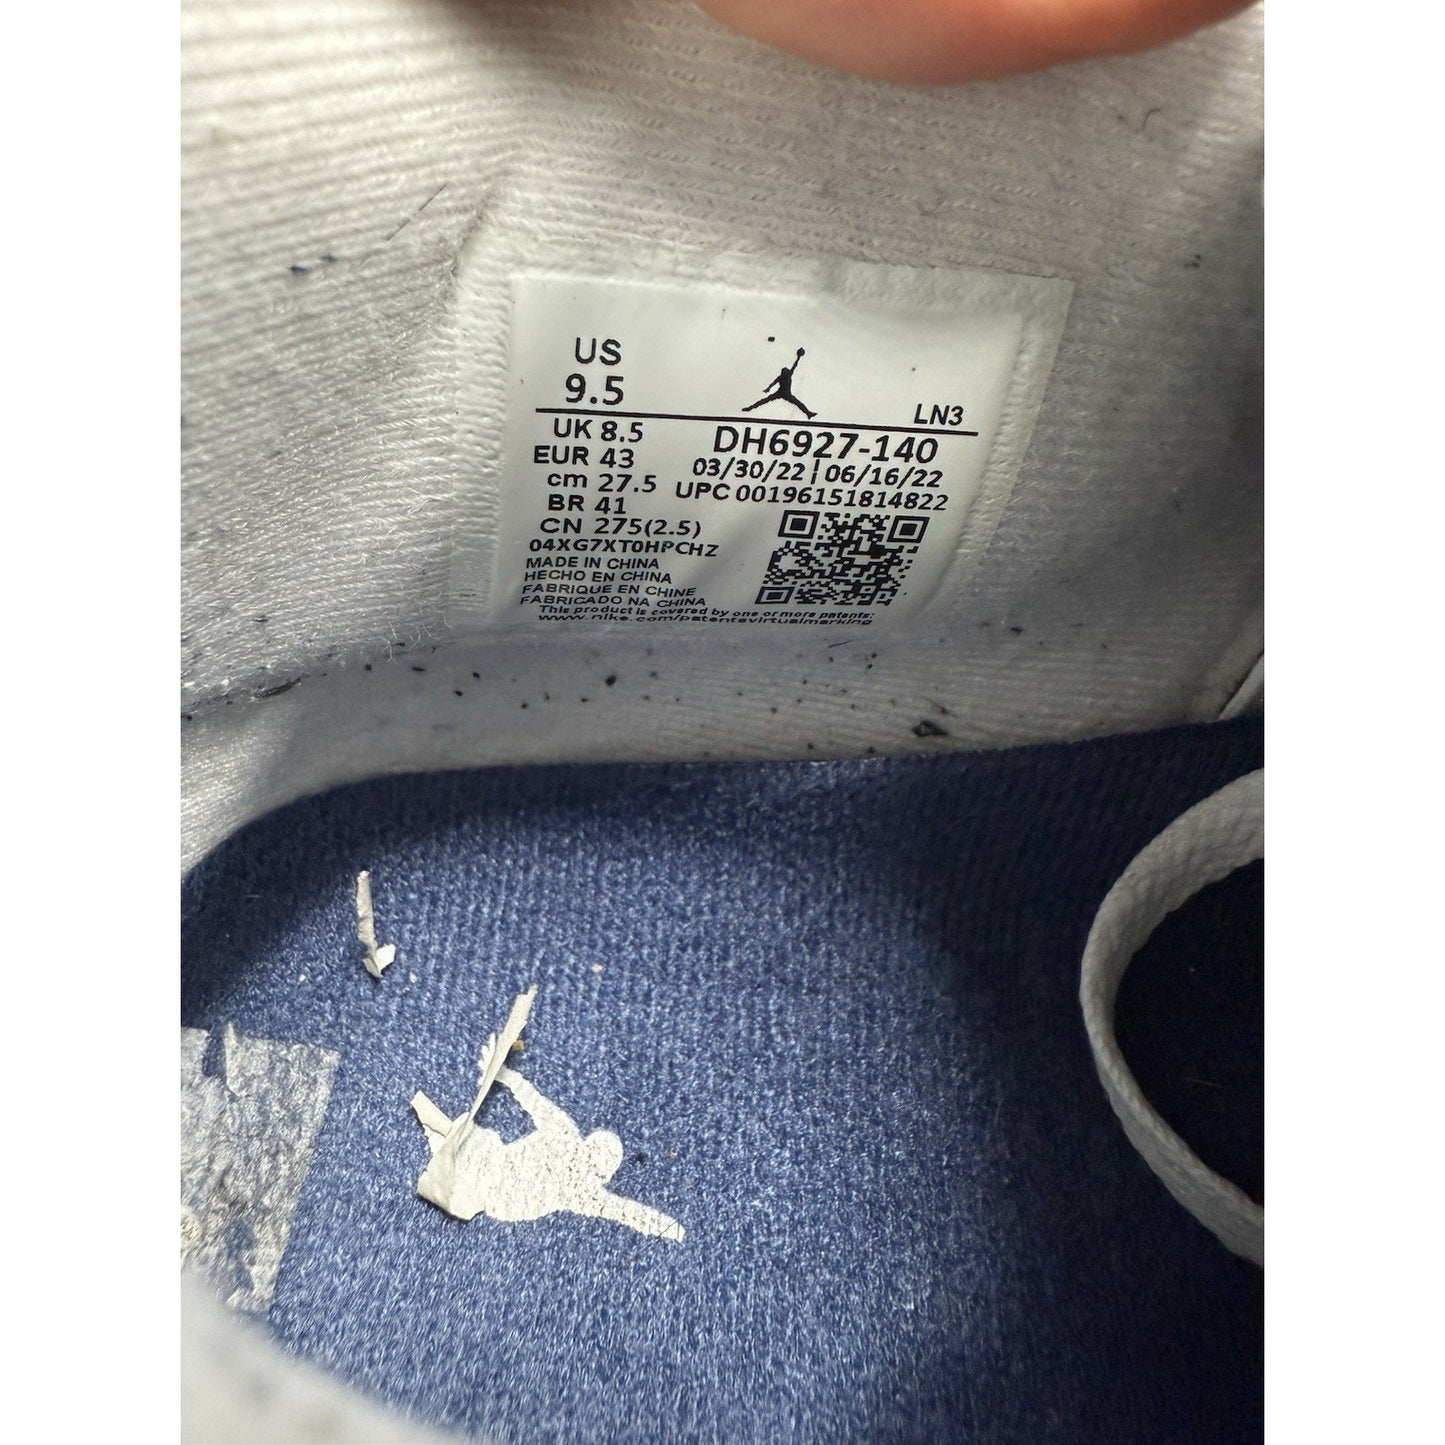 US
9.5
LN3
UK 8.5
DH6927-140
EUR 43
03/30/22 | 06/16/22
cm 27.5
UPC 00196151814822
BR 41
CN 275(2.5)
04XG7XT0HPCHZ
MADE IN CHINA
HECHO EN CHINA
FABRIQUE EN CHINE
FABRICADO NA CHINA
This product is covered by one or more patents:
www.nike.com/patentsvirtualmarking